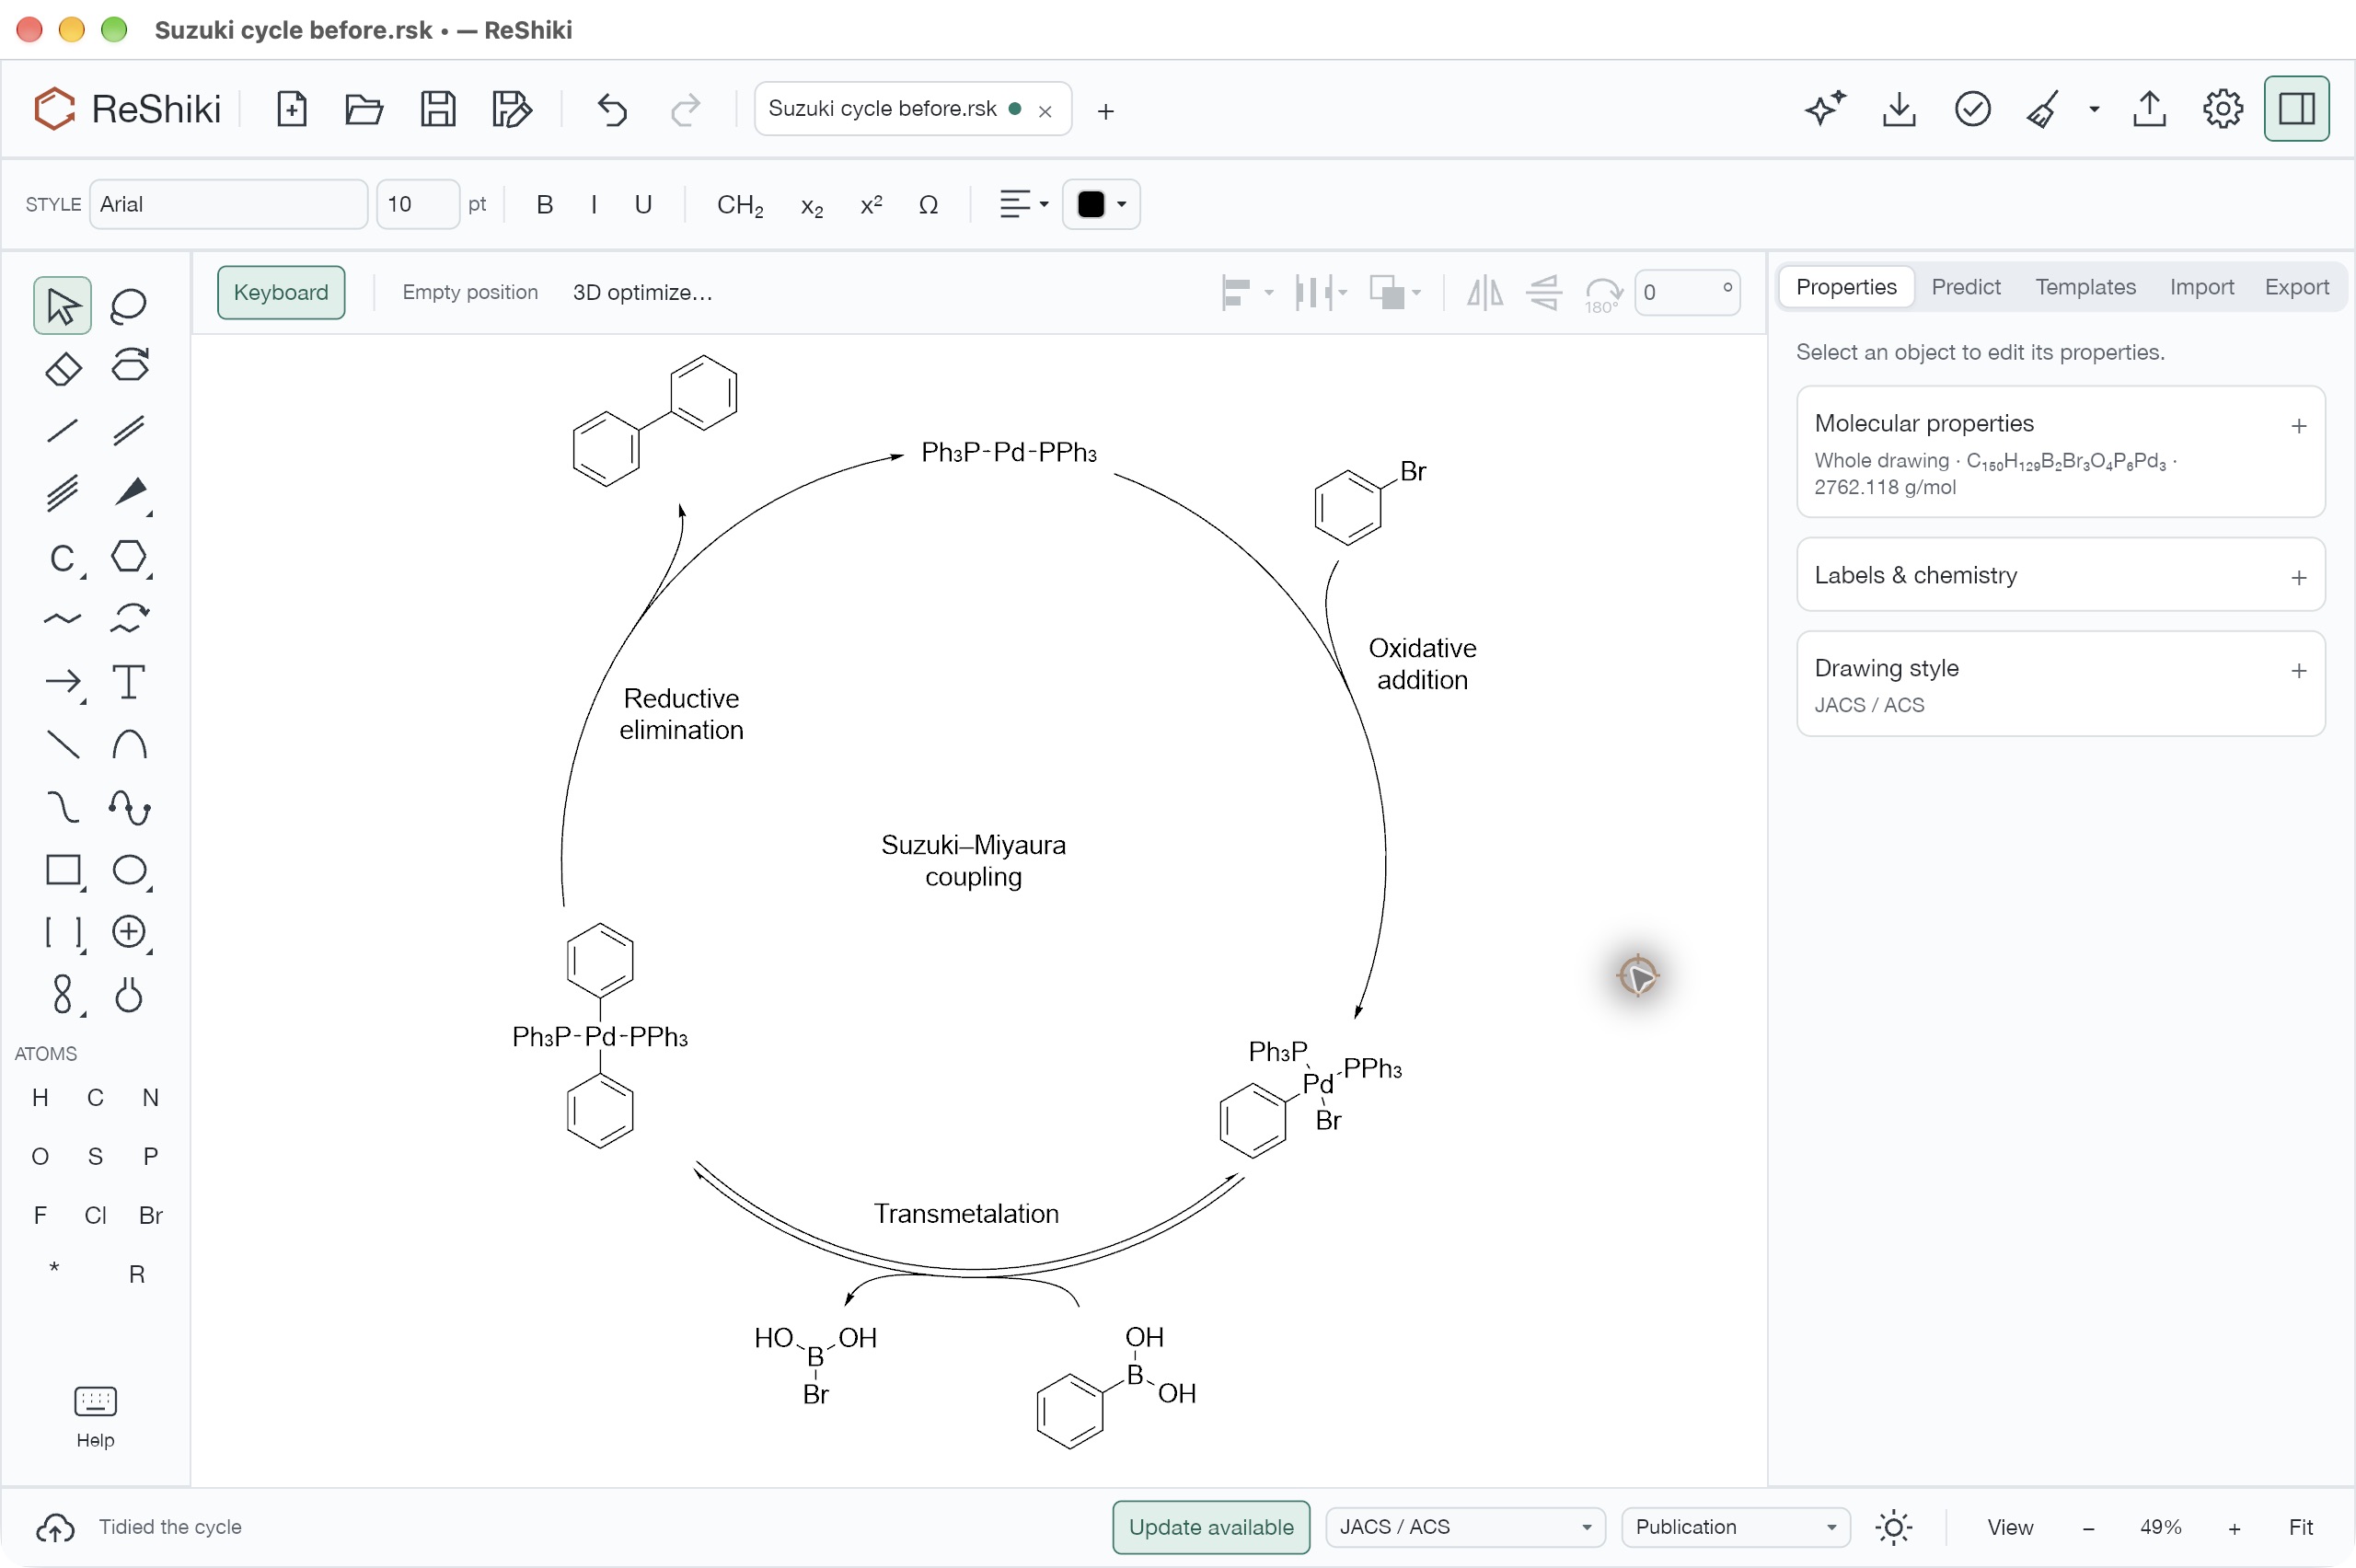 Suzuki cycle before.rsk • — ReShiki
ReShiki
Suzuki cycle before.rsk
STYLE Arial 10 pt B I U CH₂ x₂ x² Ω
Keyboard Empty position 3D optimize... 180° 0 °
Properties Predict Templates Import Export
Select an object to edit its properties.
Molecular properties
Whole drawing · C₁₅₀H₁₂₉B₂Br₃O₄P₆Pd₃ ·
2762.118 g/mol
Labels & chemistry
Drawing style
JACS / ACS
C
T
ATOMS
H C N
O S P
F Cl Br
* R
Help
Ph₃P-Pd-PPh₃
Br
Oxidative
addition
Reductive
elimination
Suzuki–Miyaura
coupling
Ph₃P-Pd-PPh₃
Ph₃P
PPh₃
Pd
Br
Transmetalation
HO OH
B
Br
OH
B
OH
Tidied the cycle
Update available JACS / ACS Publication View – 49% + Fit